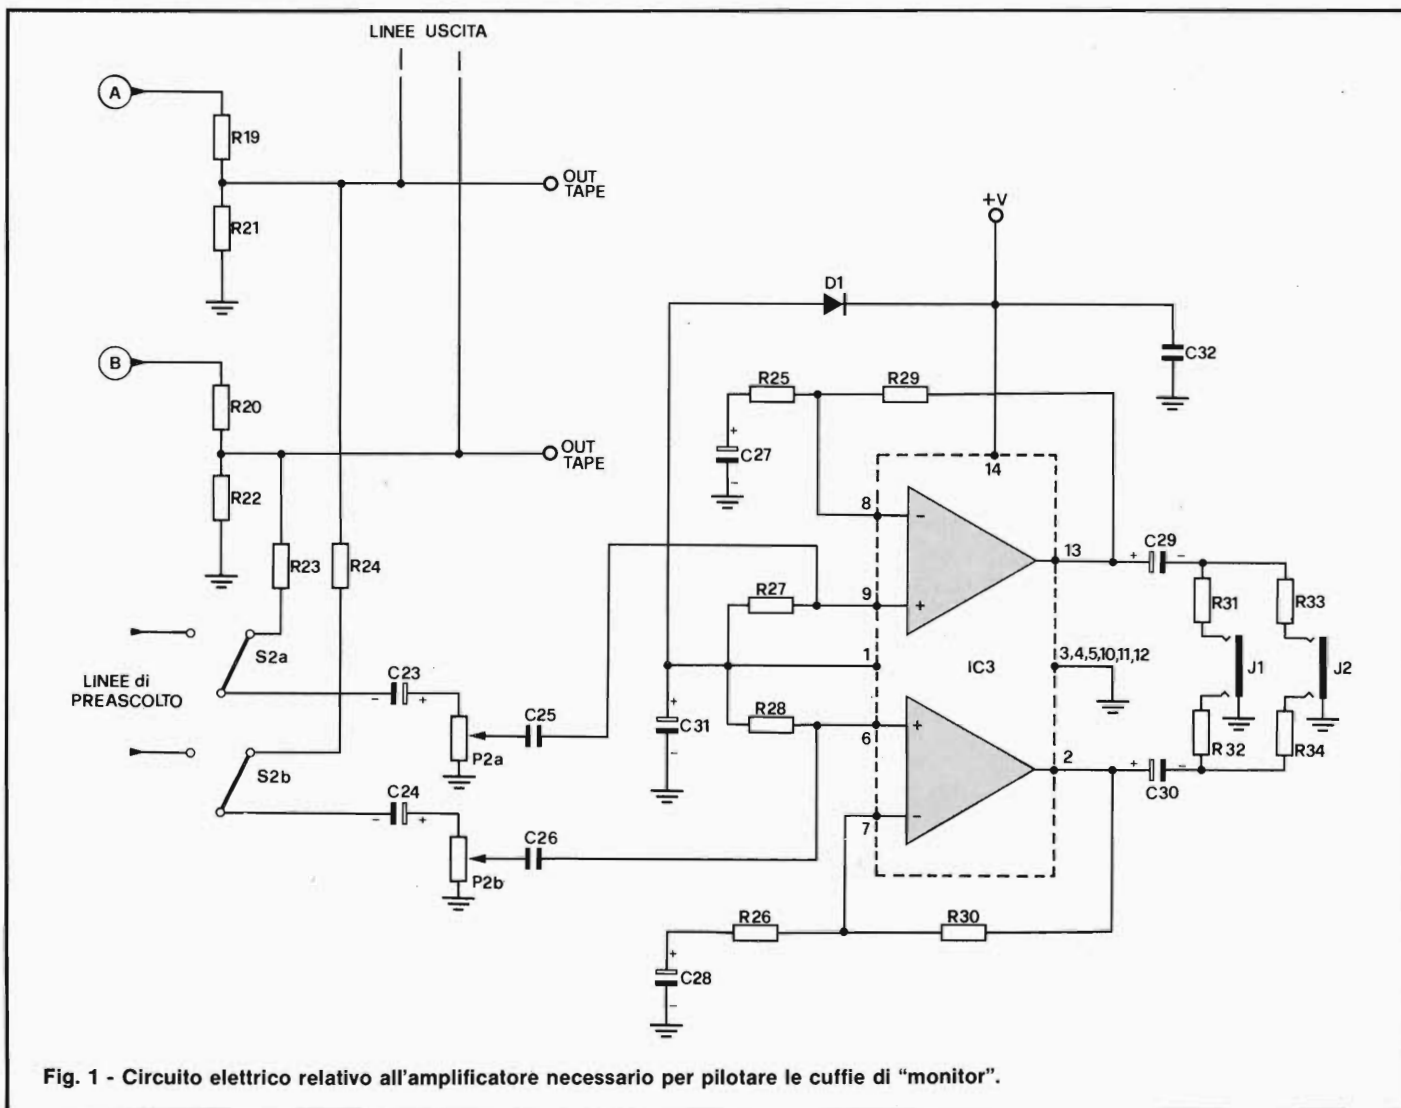 LINEE USCITA
A
R19
OUT
TAPE
R21
+V
D1
C32
B
R25
R29
R20
OUT
TAPE
+
C27
-
14
R22
8
-
R23
R24
13
+
C29
-
R27
9
+
R31
R33
S2a
1
IC3
3,4,5,10,11,12
J1
J2
LINEE di
PREASCOLTO
C23
-
+
+
C31
-
R28
C25
6
+
P2a
R32
R34
S2b
2
+
-
C30
C24
-
+
7
-
C26
P2b
R26
R30
+
C28
-
Fig. 1 - Circuito elettrico relativo all'amplificatore necessario per pilotare le cuffie di "monitor".